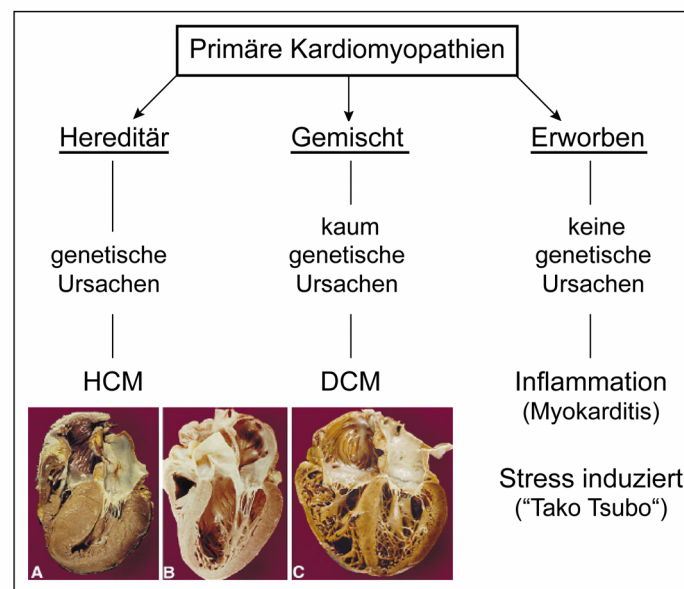 Primäre Kardiomyopathien
Hereditär
Gemischt
Erworben
genetische
Ursachen
kaum
genetische
Ursachen
keine
genetische
Ursachen
HCM
DCM
Inflammation
(Myokarditis)
Stress induziert
(“Tako Tsubo“)
A
B
C